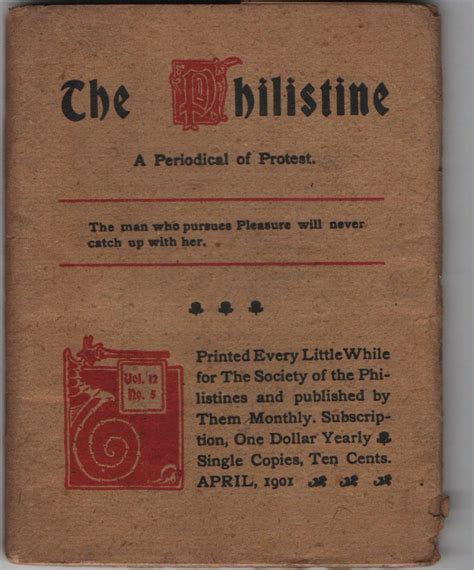 The Philistine
A Periodical of Protest.
The man who pursues Pleasure will never
catch up with her.
Vol. 12
No. 5
Printed Every Little While
for The Society of the Phi-
listines and published by
Them Monthly. Subscrip-
tion, One Dollar Yearly
Single Copies, Ten Cents.
APRIL, 1901